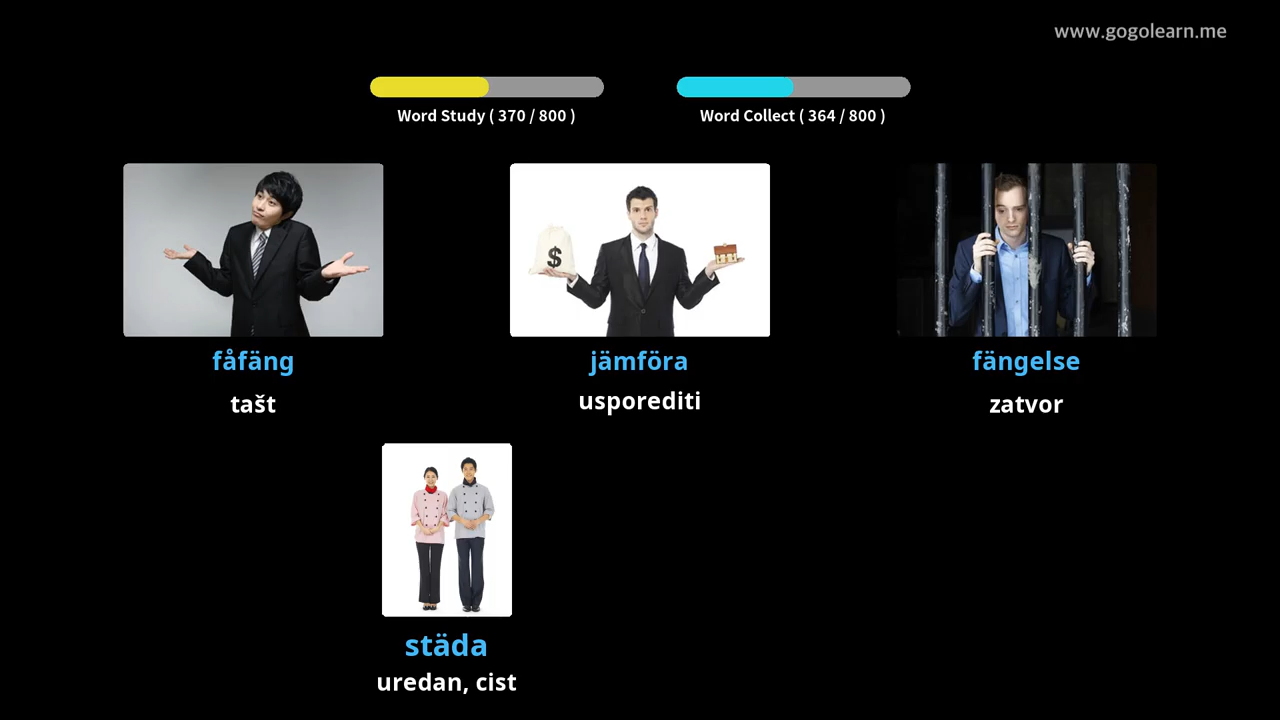 www.gogolearn.me
Word Study ( 370 / 800 )
Word Collect ( 364 / 800 )
fåfäng
tašt
jämföra
usporediti
fängelse
zatvor
$
städa
uredan, cist